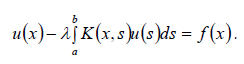 u(x) − λ∫ₐᵇ K(x,s)u(s)ds = f(x).